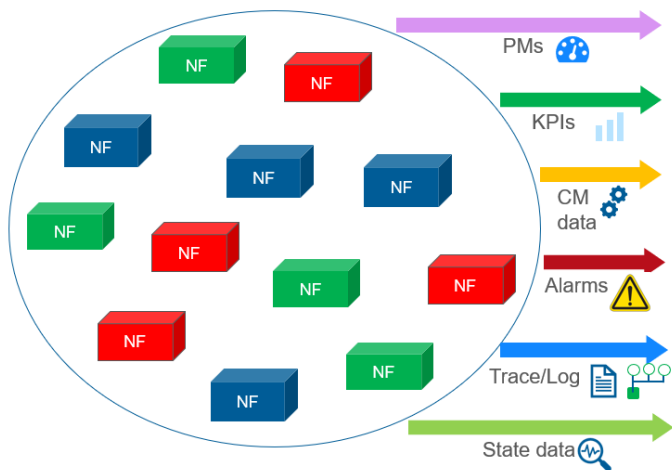 PMs
NF
NF
KPIs
NF
NF
NF
CM
data
NF
NF
NF
NF
Alarms
NF
NF
Trace/Log
NF
State data